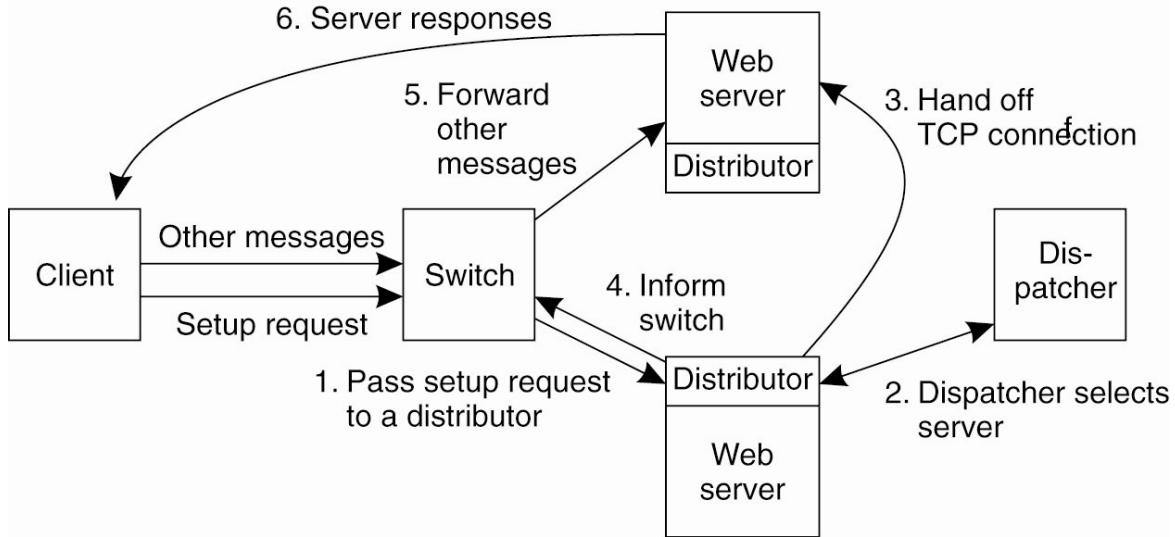 6. Server responses
Web
server
Distributor
5. Forward
other
messages
3. Hand off
TCP connection
f
Client
Other messages
Setup request
Switch
4. Inform
switch
Dis-
patcher
1. Pass setup request
to a distributor
Distributor
Web
server
2. Dispatcher selects
server